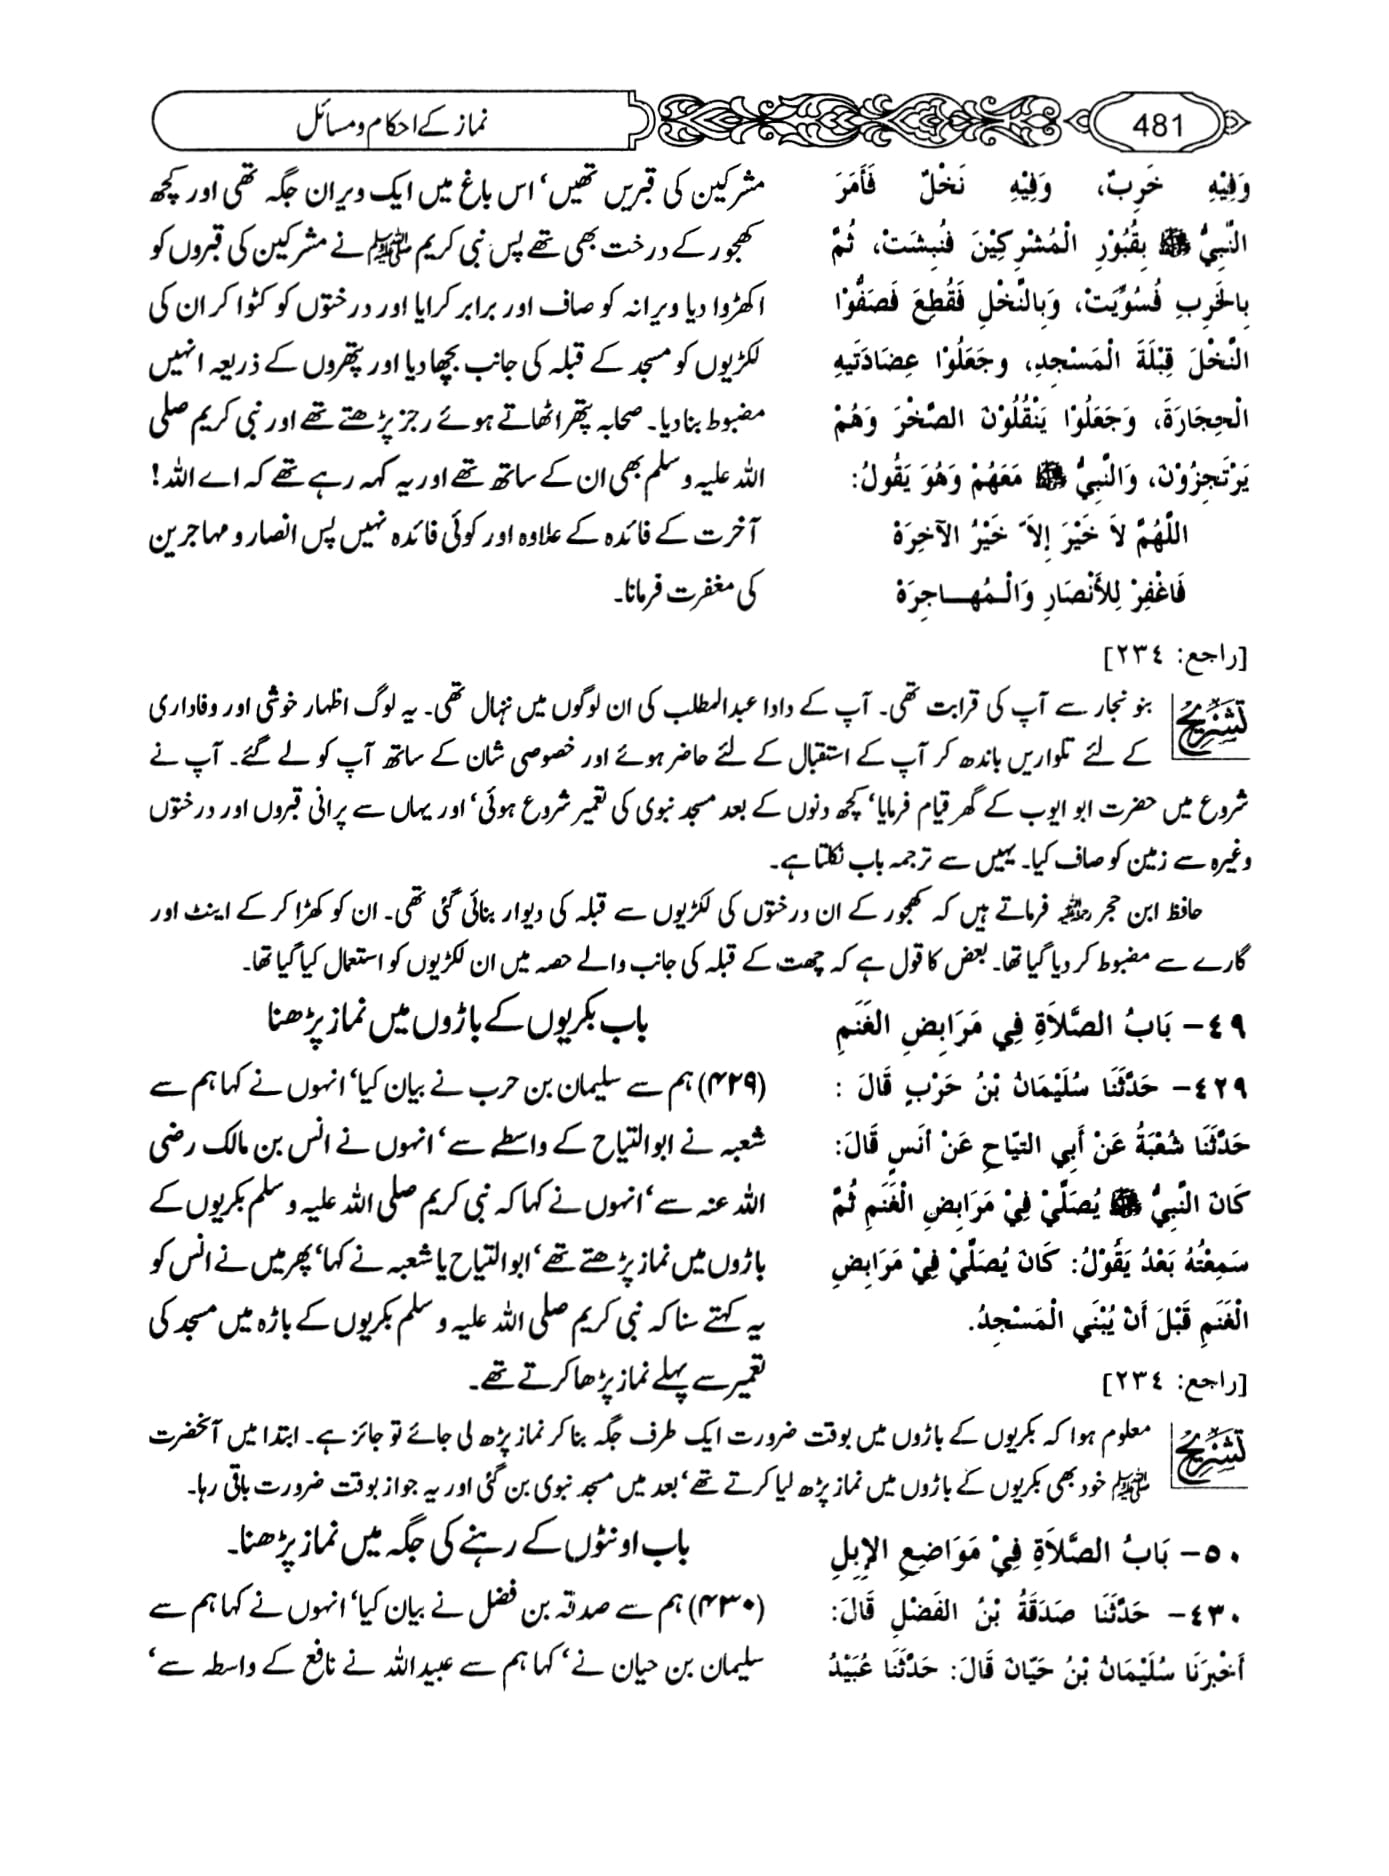 481
نماز کے احکام و مسائل
وَفِيْهِ خَرِبٌ، وَفِيْهِ نَخْلٌ فَأَمَرَ
النَّبِيُّ ﷺ بِقُبُوْرِ الْمُشْرِكِيْنَ فَنُبِشَتْ، ثُمَّ
بِالخَرِبِ فَسُوِّيَتْ، وَبِالنَّخْلِ فَقُطِعَ فَصَفُّوْا
النَّخْلَ قِبْلَةَ الْمَسْجِدِ، وجَعَلُوْا عِضَادَتَيهِ
الْحِجَارَةَ، وَجَعَلُوْا يَنْقُلُوْنَ الصَّخْرَ وَهُمْ
يَرْتَجِزُوْنَ، وَالنَّبِيُّ ﷺ مَعَهُمْ وَهُوَ يَقُولُ:
اللَّهُمَّ لاَ خَيْرَ إِلاَّ خَيْرُ الآخِرَهْ
فَاغْفِرْ لِلأَنْصَارِ وَالْـمُهَـــاجِرَهْ
[راجع: ٢٣٤]
مشرکین کی قبریں تھیں‘ اس باغ میں ایک ویران جگہ تھی اور کچھ
کھجور کے درخت بھی تھے پس نبی کریم ﷺ نے مشرکین کی قبروں کو
اکھڑوا دیا ویرانہ کو صاف اور برابر کرایا اور درختوں کو کٹوا کر ان کی
لکڑیوں کو مسجد کے قبلہ کی جانب بچھا دیا اور پتھروں کے ذریعہ انہیں
مضبوط بنا دیا۔ صحابہ پتھر اٹھاتے ہوئے رجز پڑھتے تھے اور نبی کریم صلی
اللہ علیہ و سلم بھی ان کے ساتھ تھے اور یہ کہہ رہے تھے کہ اے اللہ!
آخرت کے فائدہ کے علاوہ اور کوئی فائدہ نہیں پس انصار و مہاجرین
کی مغفرت فرمانا۔
تشریح
بنو نجار سے آپ کی قرابت تھی۔ آپ کے دادا عبدالمطلب کی ان لوگوں میں ننہال تھی۔ یہ لوگ اظہار خوشی اور وفاداری
کے لئے تلواریں باندھ کر آپ کے استقبال کے لئے حاضر ہوئے اور خصوصی شان کے ساتھ آپ کو لے گئے۔ آپ نے
شروع میں حضرت ابو ایوب کے گھر قیام فرمایا‘ کچھ دنوں کے بعد مسجد نبوی کی تعمیر شروع ہوئی‘ اور یہاں سے پرانی قبروں اور درختوں
وغیرہ سے زمین کو صاف کیا۔ یہیں سے ترجمہ باب نکلتا ہے۔
حافظ ابن حجر رحمۃ اللہ علیہ فرماتے ہیں کہ کھجور کے ان درختوں کی لکڑیوں سے قبلہ کی دیوار بنائی گئی تھی۔ ان کو کھڑا کر کے اینٹ اور
گارے سے مضبوط کر دیا گیا تھا۔ بعض کا قول ہے کہ چھت کے قبلہ کی جانب والے حصہ میں ان لکڑیوں کو استعمال کیا گیا تھا۔
٤٩- بَابُ الصَّلاَةِ فِي مَرَابِضِ الغَنَمِ
باب بکریوں کے باڑوں میں نماز پڑھنا
٤٢٩- حَدَّثَنَا سُلَيْمَانُ بْنُ حَرْبٍ قَالَ :
حَدَّثَنَا شُعْبَةُ عَنْ أَبِي التيّاحِ عَنْ أنَسٍ قَالَ:
كَانَ النَّبِيُّ ﷺ يُصَلِّيْ فِيْ مَرَابِضِ الْغَنَمِ ثُمَّ
سَمِعْتُهُ بَعْدُ يَقُوْلُ: كَانَ يُصَلِّيْ فِيْ مَرَابِضِ
الْغَنَمِ قَبْلَ أَنْ يُبْنَي الْمَسْجِدُ.
[راجع: ٢٣٤]
(۴۲۹) ہم سے سلیمان بن حرب نے بیان کیا‘ انہوں نے کہا ہم سے
شعبہ نے ابوالتیاح کے واسطے سے‘ انہوں نے انس بن مالک رضی
اللہ عنہ سے‘ انہوں نے کہا کہ نبی کریم صلی اللہ علیہ و سلم بکریوں کے
باڑوں میں نماز پڑھتے تھے‘ ابوالتیاح یا شعبہ نے کہا‘ پھر میں نے انس کو
یہ کہتے سنا کہ نبی کریم صلی اللہ علیہ و سلم بکریوں کے باڑہ میں مسجد کی
تعمیر سے پہلے نماز پڑھا کرتے تھے۔
تشریح
معلوم ہوا کہ بکریوں کے باڑوں میں بوقت ضرورت ایک طرف جگہ بنا کر نماز پڑھ لی جائے تو جائز ہے۔ ابتدا میں آنحضرت
ﷺ خود بھی بکریوں کے باڑوں میں نماز پڑھ لیا کرتے تھے‘ بعد میں مسجد نبوی بن گئی اور یہ جواز بوقت ضرورت باقی رہا۔
٥٠- بَابُ الصَّلاَةِ فِيْ مَوَاضِعِ الإِبِلِ
باب اونٹوں کے رہنے کی جگہ میں نماز پڑھنا۔
٤٣٠- حَدَّثَنَا صَدَقَةُ بْنُ الفَضْلِ قَالَ:
أَخْبَرَنَا سُلَيْمَانُ بْنُ حَيّانَ قَالَ: حَدَّثَنَا عُبَيْدُ
(۴۳۰) ہم سے صدقہ بن فضل نے بیان کیا‘ انہوں نے کہا ہم سے
سلیمان بن حیان نے‘ کہا ہم سے عبیداللہ نے نافع کے واسطہ سے‘